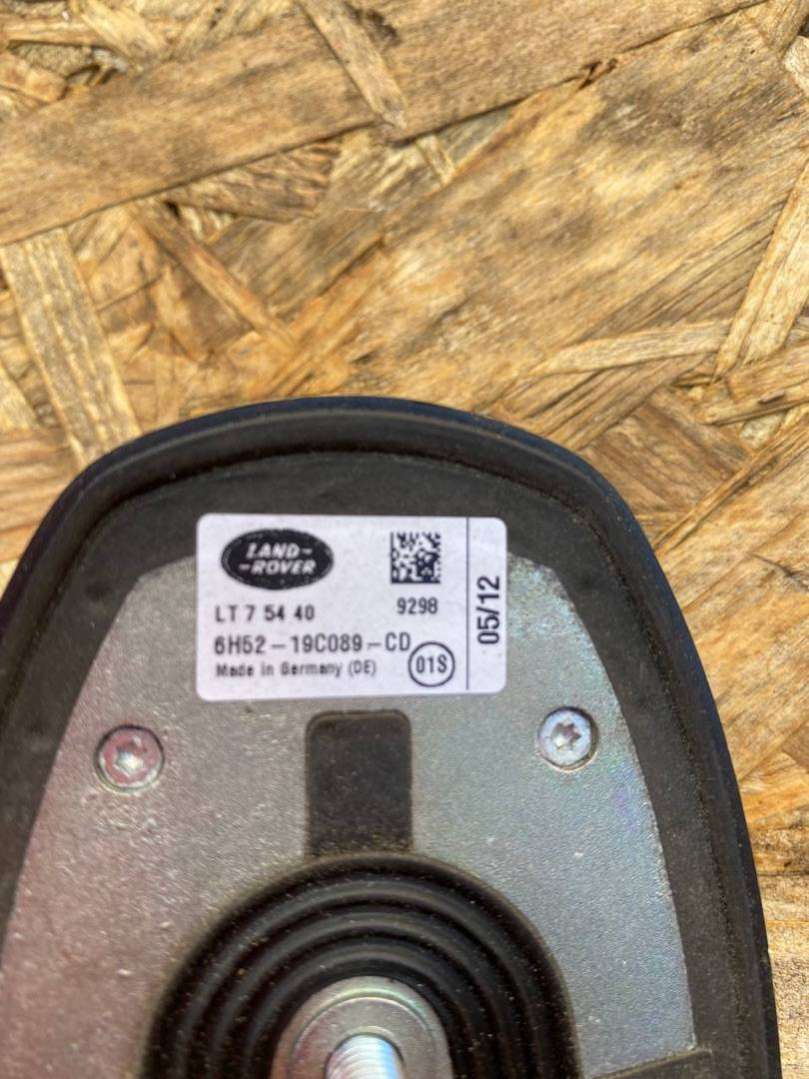 LAND-
-ROVER
LT 7 54 40
9298
6H52-19C089-CD
Made in Germany (DE)
01S
05/12